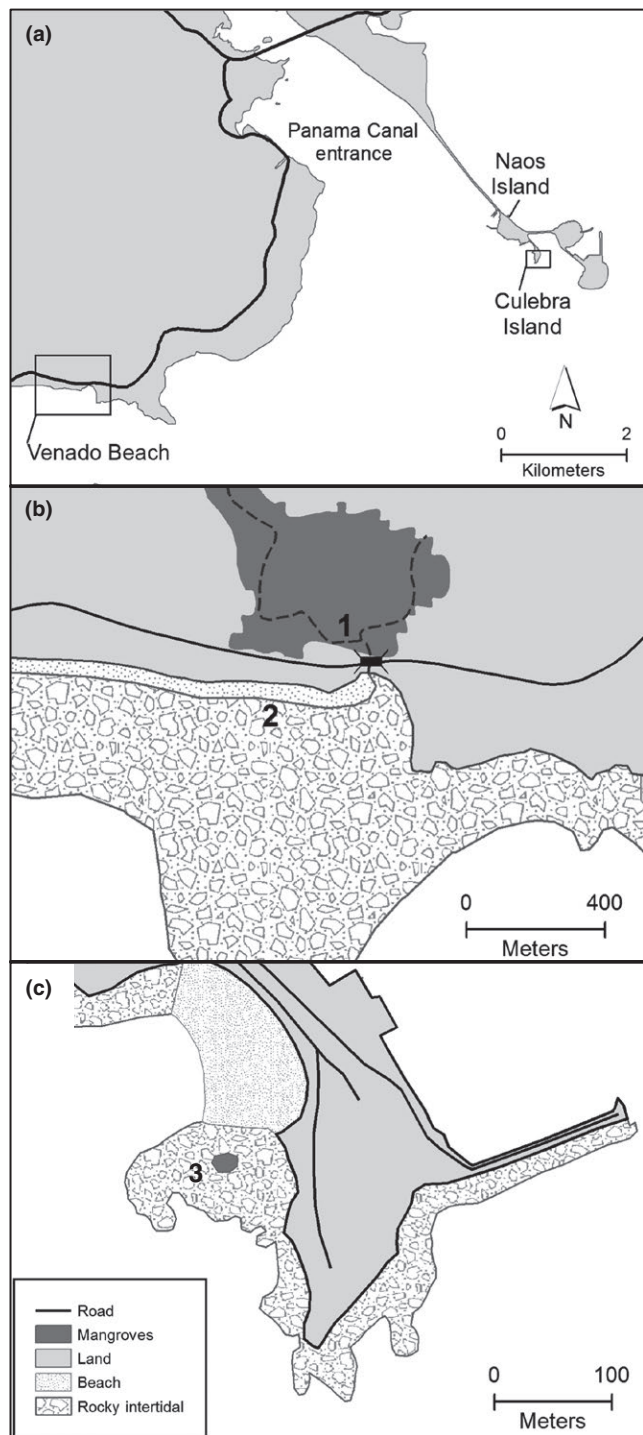 (a)
Panama Canal
entrance
Naos
Island
Culebra
Island
Venado Beach
N
0 2
Kilometers
(b)
1
2
0 400
Meters
(c)
3
Road
Mangroves
Land
Beach
Rocky intertidal
0 100
Meters